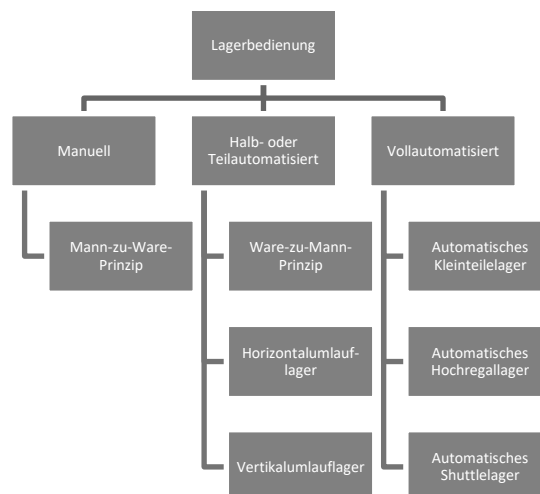 Lagerbedienung
Manuell
Halb- oder
Teilautomatisiert
Vollautomatisiert
Mann-zu-Ware-
Prinzip
Ware-zu-Mann-
Prinzip
Automatisches
Kleinteilelager
Horizontalumlauf-
lager
Automatisches
Hochregallager
Vertikalumlauflager
Automatisches
Shuttlelager